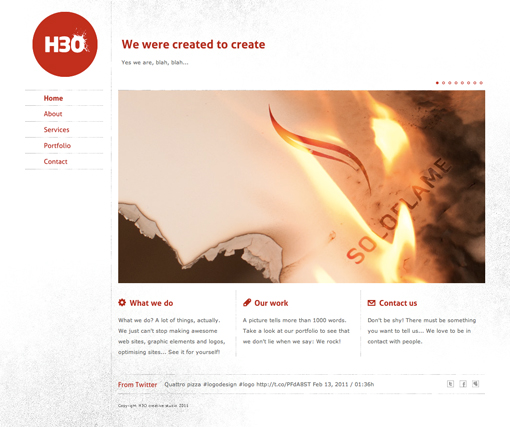 H3O
We were created to create
Yes we are, blah, blah...
Home
About
Services
Portfolio
Contact
SOLOFLAME
What we do
What we do? A lot of things, actually.
We just can't stop making awesome
web sites, graphic elements and logos,
optimising sites... See it for yourself!
Our work
A picture tells more than 1000 words.
Take a look at our portfolio to see that
we don't lie when we say: We rock!
Contact us
Don't be shy! There must be something
you want to tell us... We love to be in
contact with people.
From Twitter Quattro pizza #logodesign #logo http://t.co/PFdABST Feb 13, 2011 / 01:36h
Copyright H3O creative studio 2011